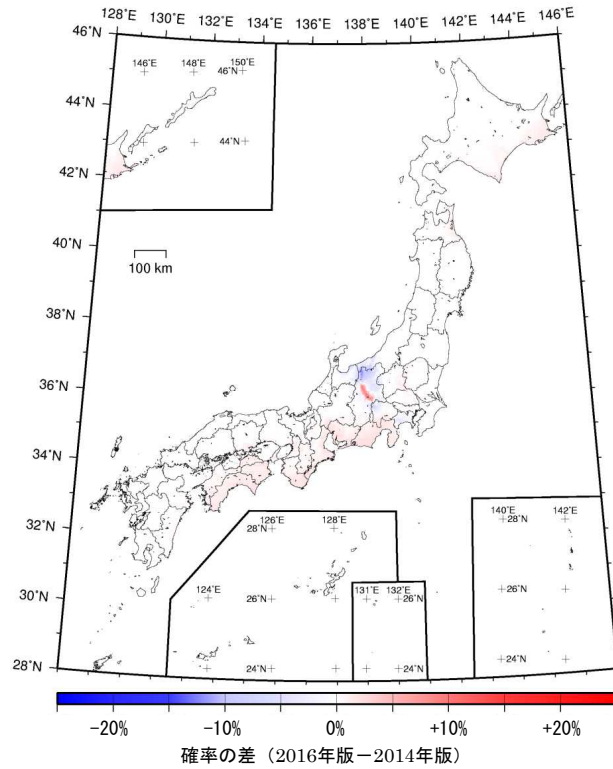 128˚E 130˚E 132˚E 134˚E 136˚E 138˚E 140˚E 142˚E 144˚E 146˚E
46˚N
146˚E 148˚E 150˚E
46˚N
44˚N
44˚N
42˚N
40˚N
100 km
38˚N
36˚N
34˚N
32˚N
126˚E 128˚E
28˚N
140˚E 142˚E
28˚N
124˚E
131˚E 132˚E
30˚N
26˚N
26˚N
26˚N
24˚N
24˚N
24˚N
28˚N
−20% −10% 0% +10% +20%
確率の差（2016年版－2014年版）